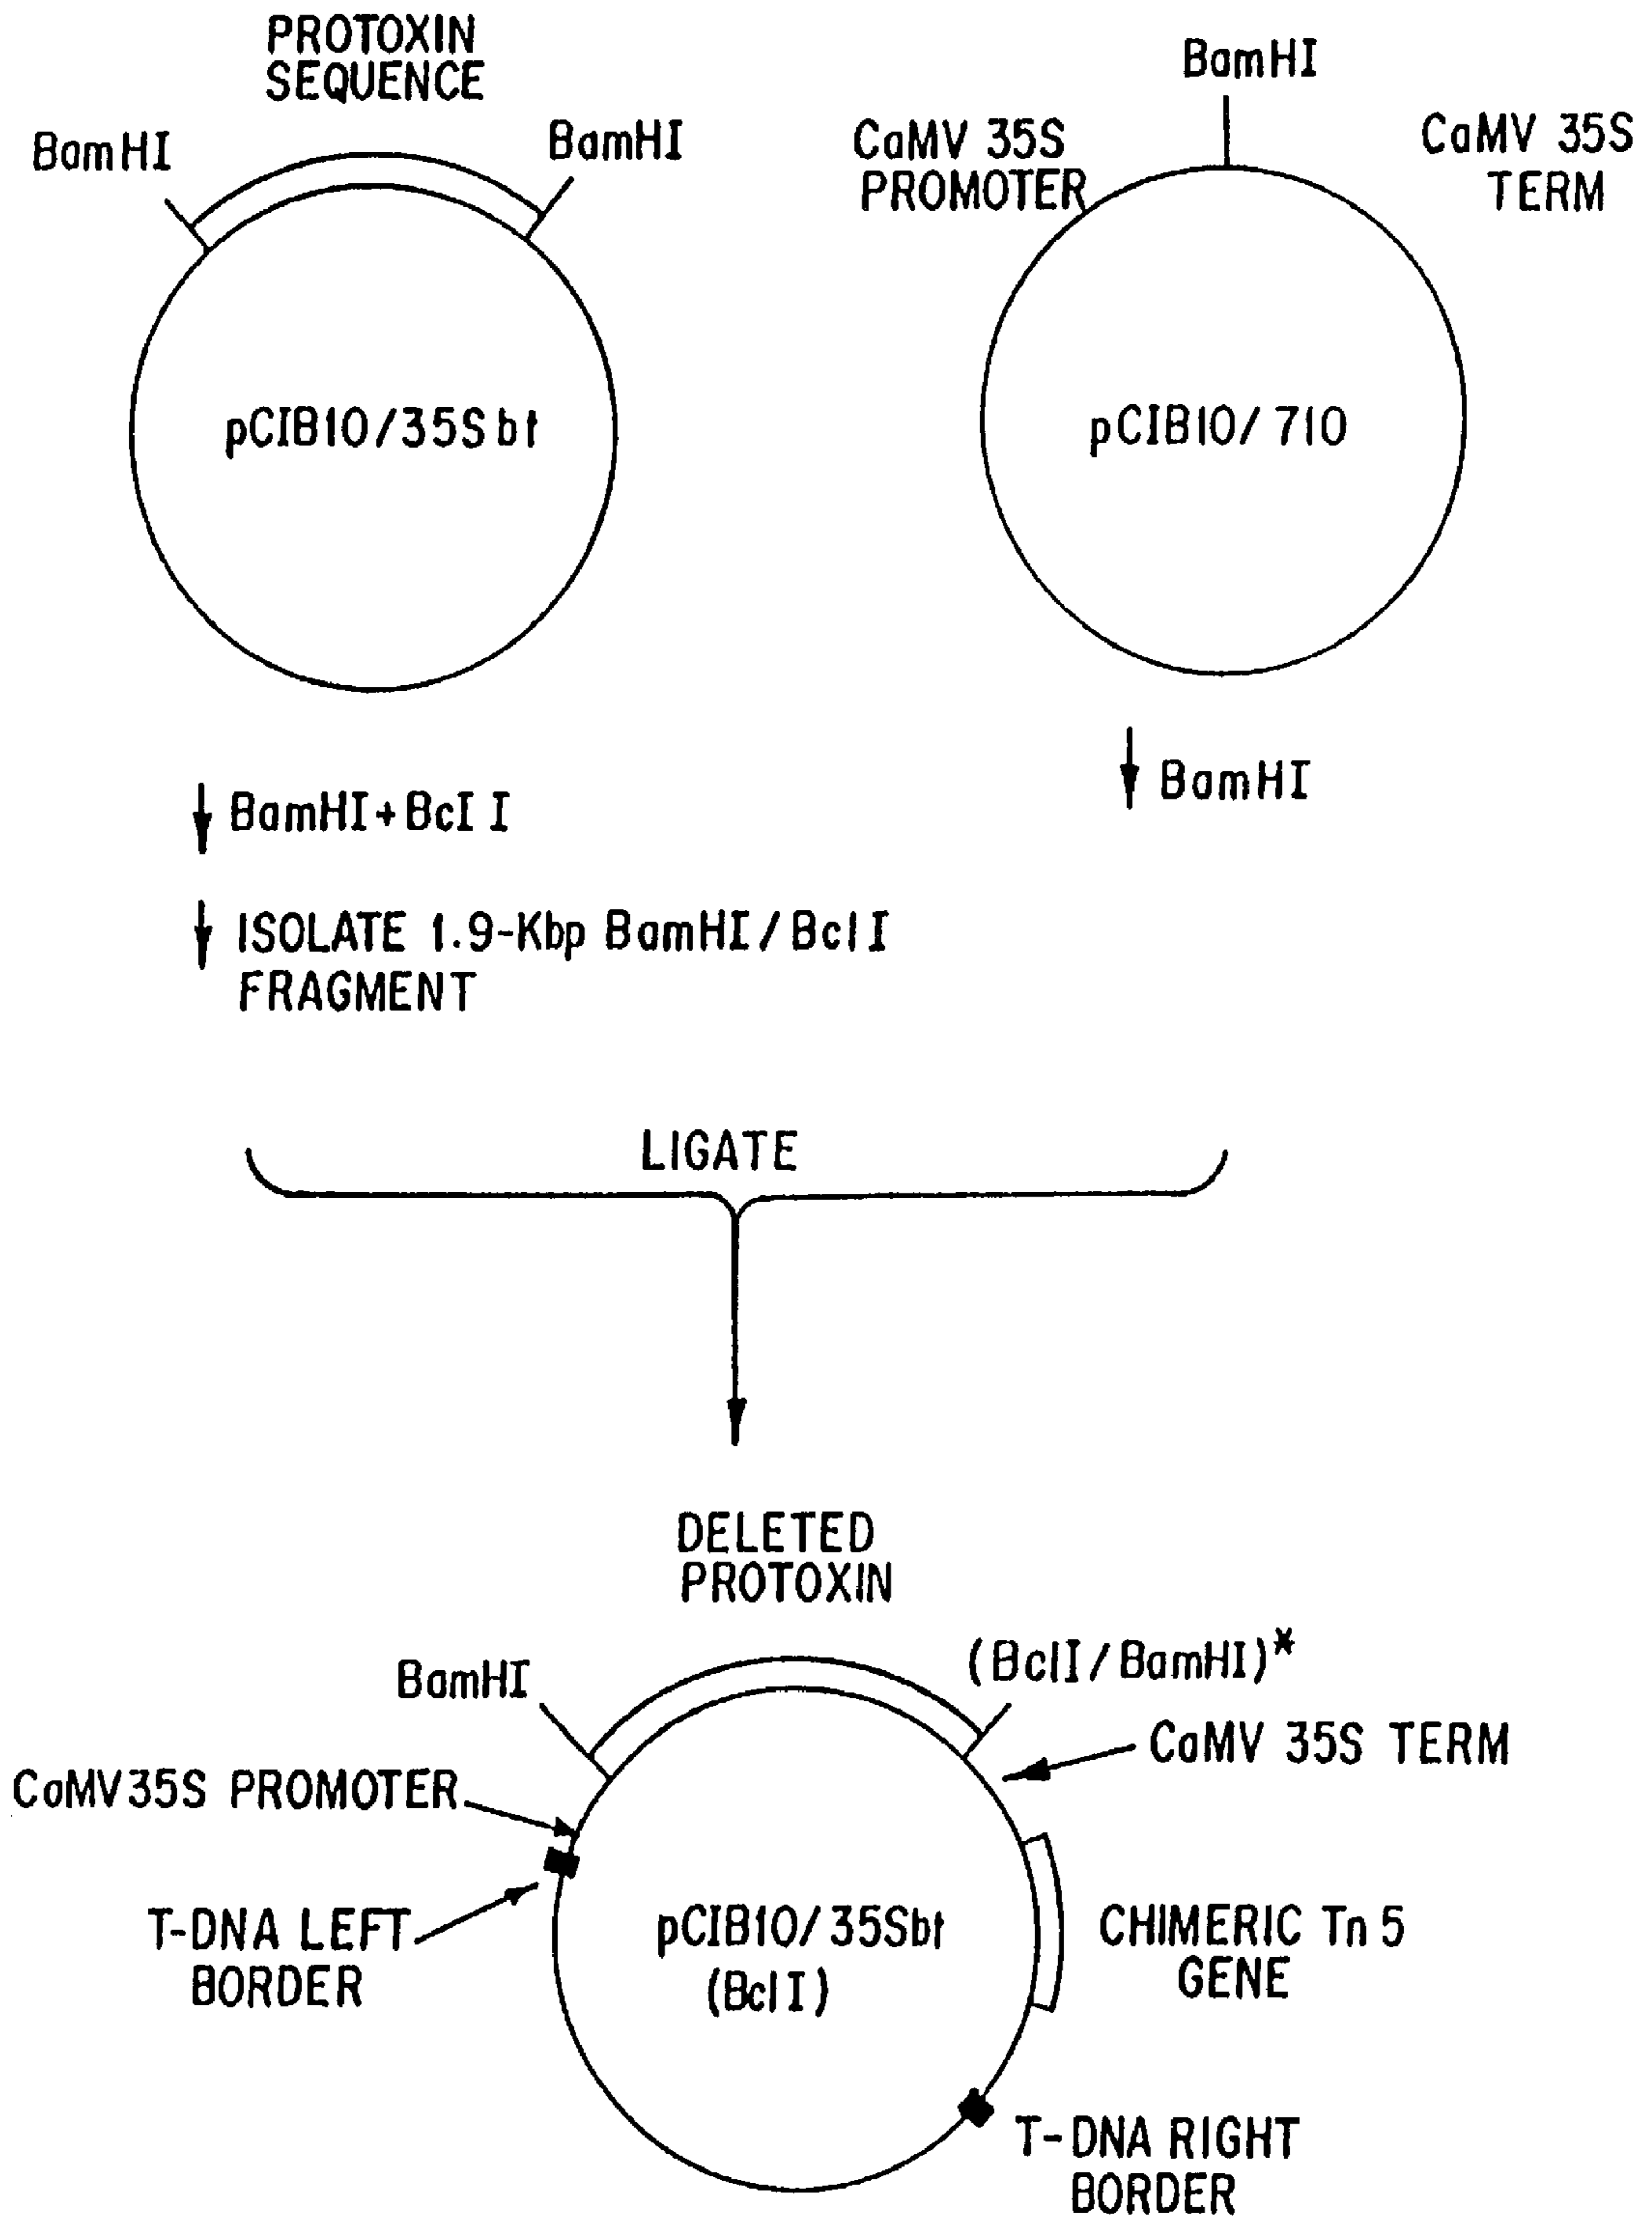 PROTOXIN
SEQUENCE
BamHI
BamHI
pCIB10/35Sbt
BamHI
CaMV 35S
PROMOTER
CaMV 35S
TERM
pCIB10/710
BamHI+BclI
ISOLATE 1.9-Kbp BamHI/BclI
FRAGMENT
BamHI
LIGATE
DELETED
PROTOXIN
BamHI
(BclI/BamHI)*
CaMV 35S TERM
CaMV35S PROMOTER
T-DNA LEFT
BORDER
pCIB10/35Sbt
(BclI)
CHIMERIC Tn 5
GENE
T-DNA RIGHT
BORDER